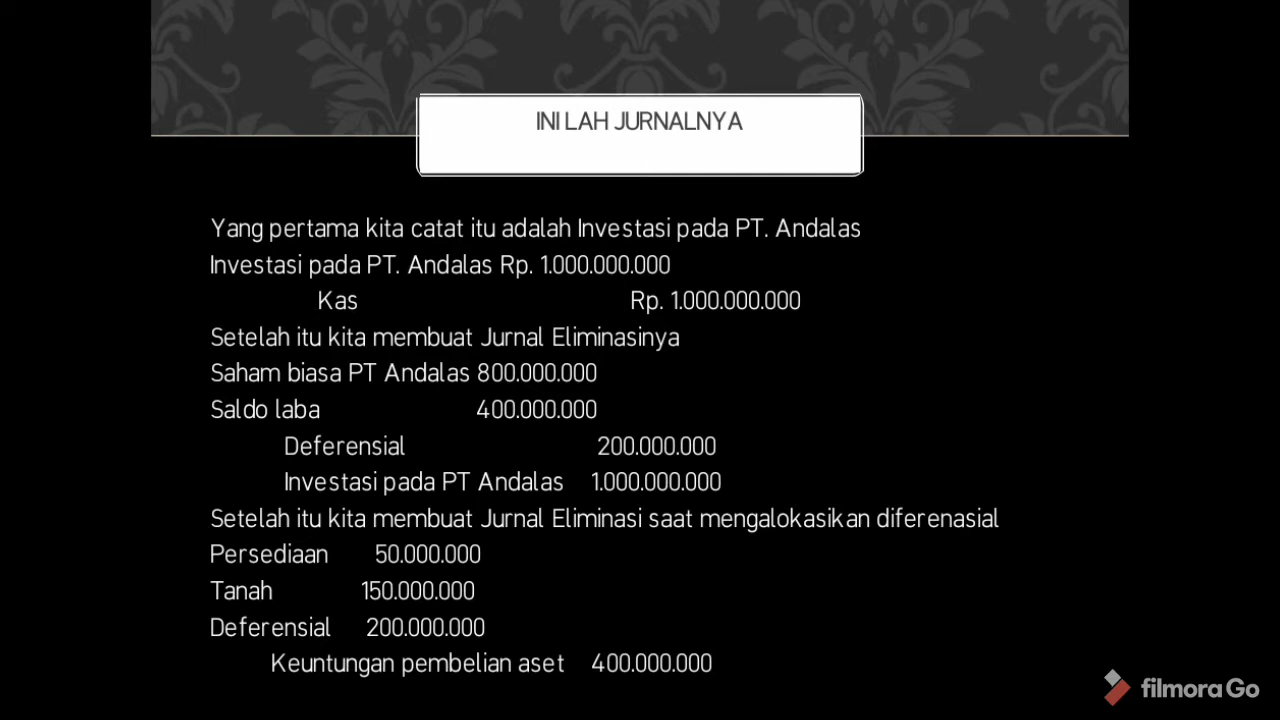 INI LAH JURNALNYA
Yang pertama kita catat itu adalah Investasi pada PT. Andalas
Investasi pada PT. Andalas Rp. 1.000.000.000
Kas Rp. 1.000.000.000
Setelah itu kita membuat Jurnal Eliminasinya
Saham biasa PT Andalas 800.000.000
Saldo laba 400.000.000
Deferensial 200.000.000
Investasi pada PT Andalas 1.000.000.000
Setelah itu kita membuat Jurnal Eliminasi saat mengalokasikan diferenasial
Persediaan 50.000.000
Tanah 150.000.000
Deferensial 200.000.000
Keuntungan pembelian aset 400.000.000
filmora Go